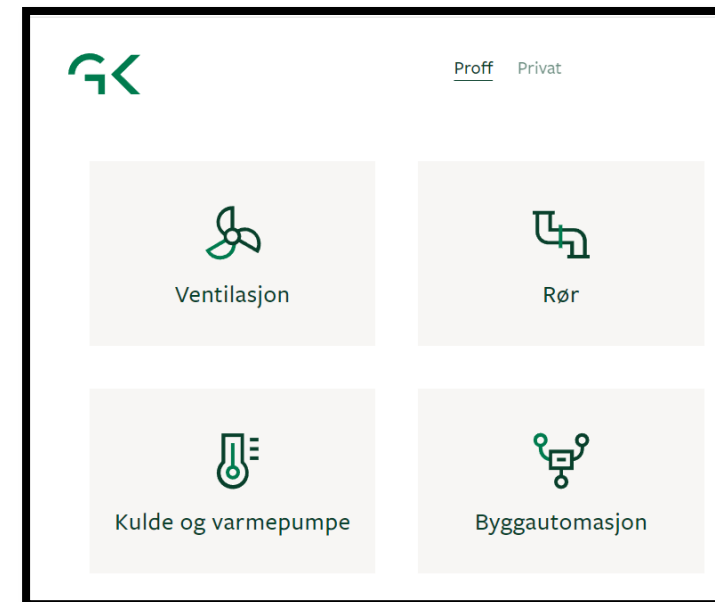 GK
Proff Privat
Ventilasjon
Rør
Kulde og varmepumpe
Byggautomasjon